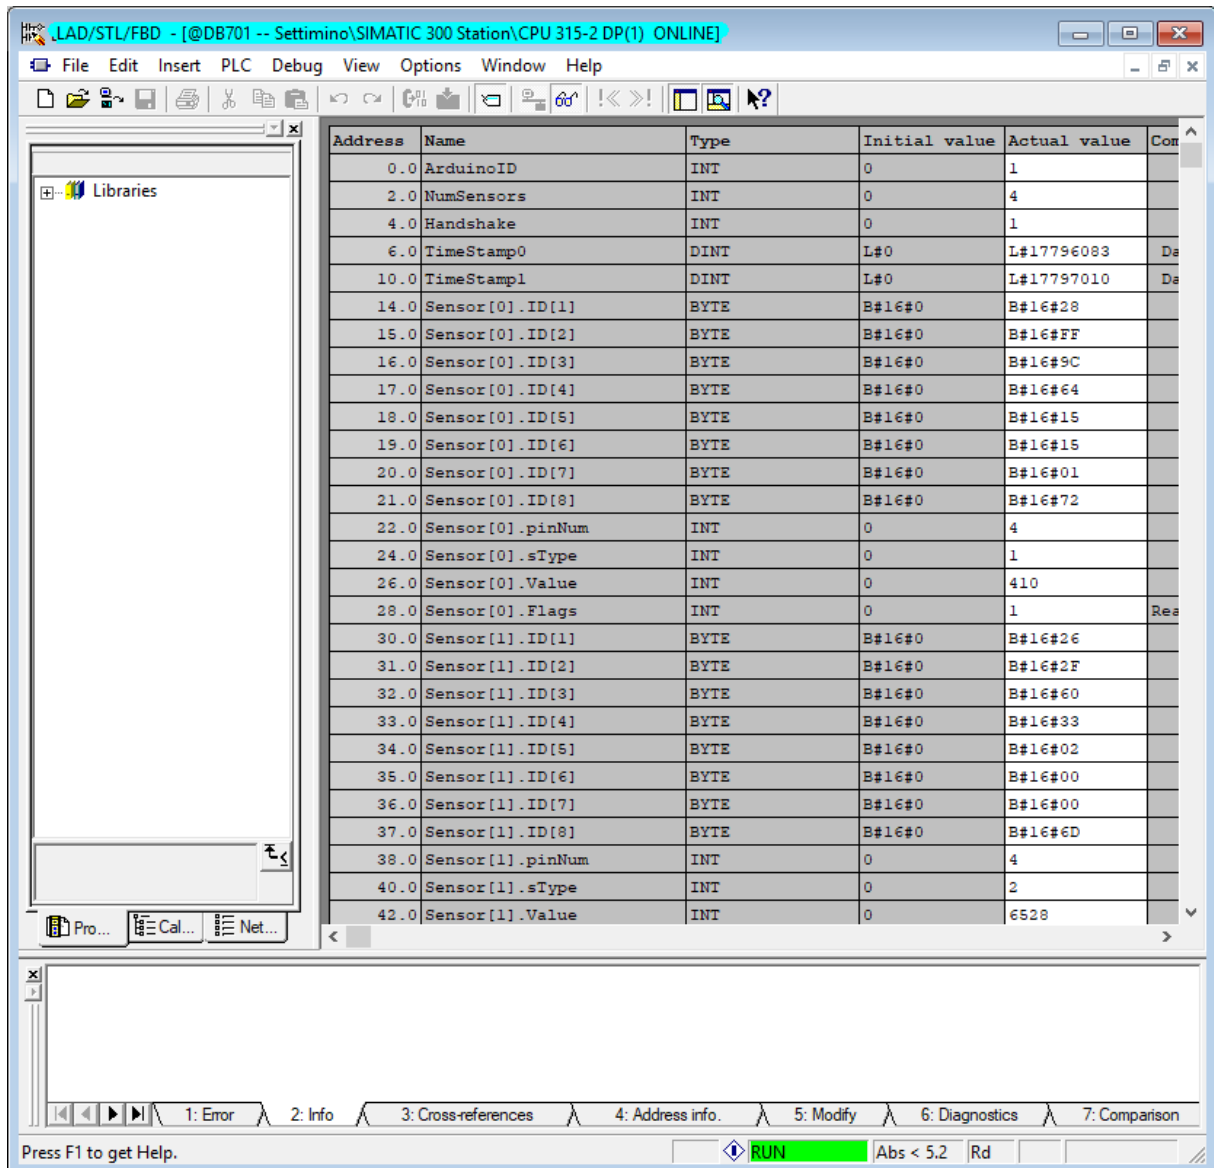 LAD/STL/FBD - [@DB701 -- Settimino\SIMATIC 300 Station\CPU 315-2 DP(1) ONLINE]
File Edit Insert PLC Debug View Options Window Help
Libraries
Pro... Cal... Net...
Address Name Type Initial value Actual value Com
0.0 ArduinoID INT 0 1
2.0 NumSensors INT 0 4
4.0 Handshake INT 0 1
6.0 TimeStamp0 DINT L#0 L#17796083 Da
10.0 TimeStamp1 DINT L#0 L#17797010 Da
14.0 Sensor[0].ID[1] BYTE B#16#0 B#16#28
15.0 Sensor[0].ID[2] BYTE B#16#0 B#16#FF
16.0 Sensor[0].ID[3] BYTE B#16#0 B#16#9C
17.0 Sensor[0].ID[4] BYTE B#16#0 B#16#64
18.0 Sensor[0].ID[5] BYTE B#16#0 B#16#15
19.0 Sensor[0].ID[6] BYTE B#16#0 B#16#15
20.0 Sensor[0].ID[7] BYTE B#16#0 B#16#01
21.0 Sensor[0].ID[8] BYTE B#16#0 B#16#72
22.0 Sensor[0].pinNum INT 0 4
24.0 Sensor[0].sType INT 0 1
26.0 Sensor[0].Value INT 0 410
28.0 Sensor[0].Flags INT 0 1 Rea
30.0 Sensor[1].ID[1] BYTE B#16#0 B#16#26
31.0 Sensor[1].ID[2] BYTE B#16#0 B#16#2F
32.0 Sensor[1].ID[3] BYTE B#16#0 B#16#60
33.0 Sensor[1].ID[4] BYTE B#16#0 B#16#33
34.0 Sensor[1].ID[5] BYTE B#16#0 B#16#02
35.0 Sensor[1].ID[6] BYTE B#16#0 B#16#00
36.0 Sensor[1].ID[7] BYTE B#16#0 B#16#00
37.0 Sensor[1].ID[8] BYTE B#16#0 B#16#6D
38.0 Sensor[1].pinNum INT 0 4
40.0 Sensor[1].sType INT 0 2
42.0 Sensor[1].Value INT 0 6528
1: Error 2: Info 3: Cross-references 4: Address info. 5: Modify 6: Diagnostics 7: Comparison
Press F1 to get Help. RUN Abs < 5.2 Rd